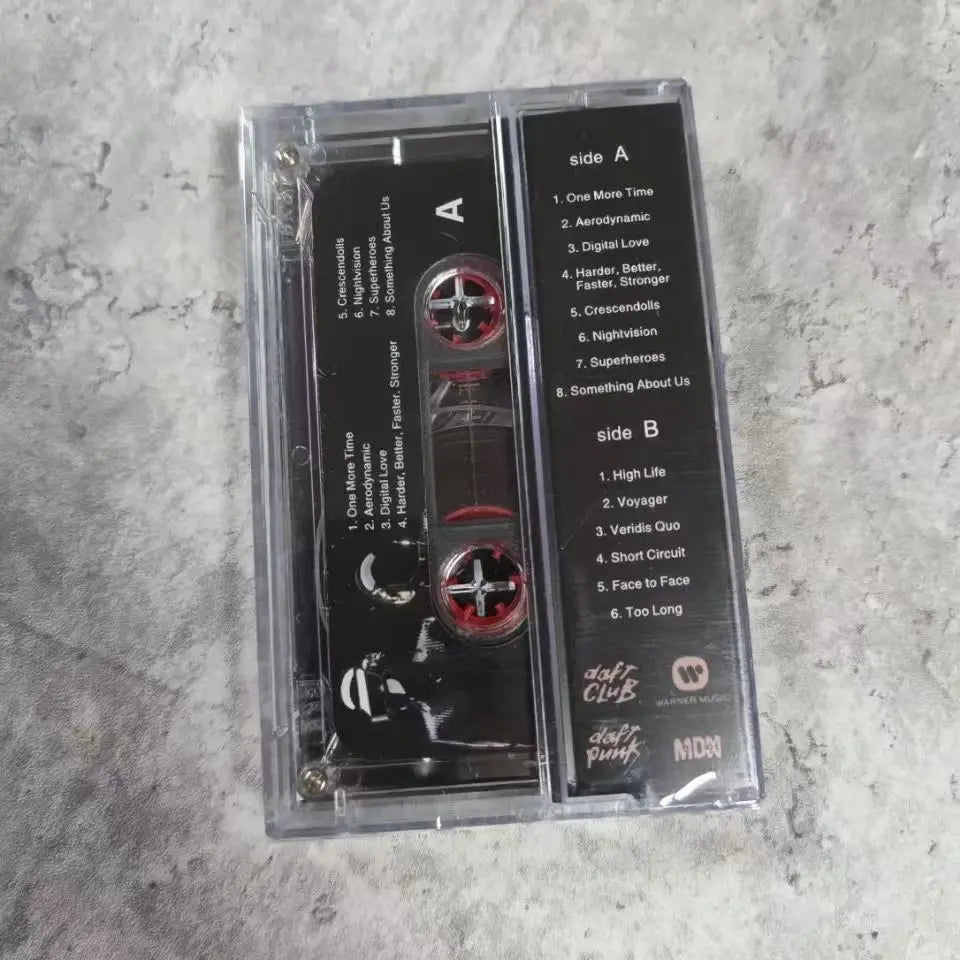 A
1. One More Time
2. Aerodynamic
3. Digital Love
4. Harder, Better, Faster, Stronger
5. Crescendolls
6. Nightvision
7. Superheroes
8. Something About Us
side A
1. One More Time
2. Aerodynamic
3. Digital Love
4. Harder, Better,
Faster, Stronger
5. Crescendolls
6. Nightvision
7. Superheroes
8. Something About Us
side B
1. High Life
2. Voyager
3. Veridis Quo
4. Short Circuit
5. Face to Face
6. Too Long
daft
CLuB
WARNER MUSIC
daft
punk
MDN